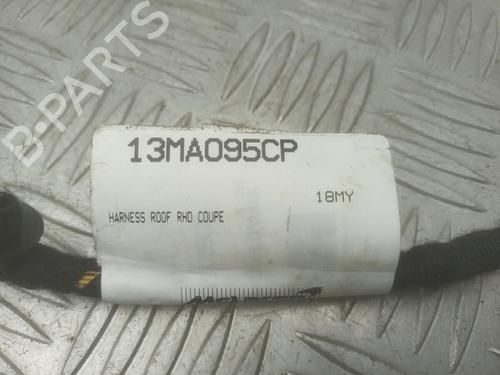 B-PARTS
13MA095CP
18MY
HARNESS ROOF RHD COUPE